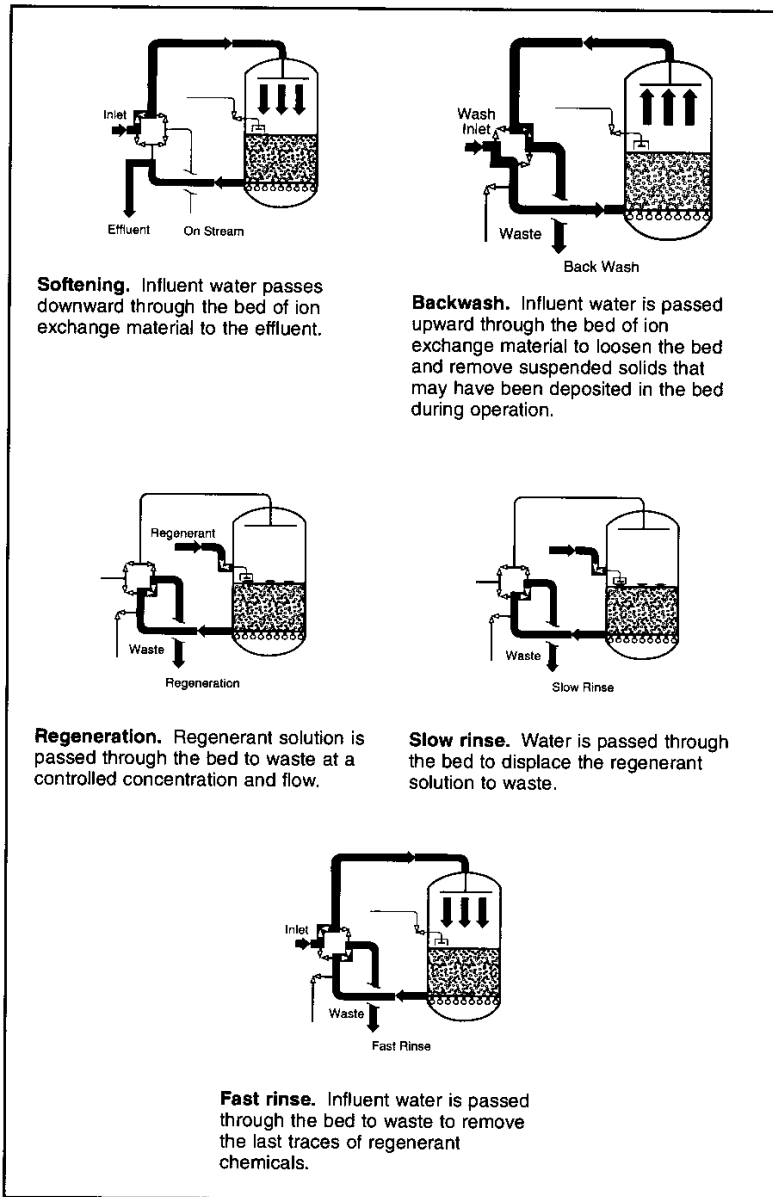 Inlet
Effluent
On Stream
Softening. Influent water passes
downward through the bed of ion
exchange material to the effluent.
Wash
Inlet
Waste
Back Wash
Backwash. Influent water is passed
upward through the bed of ion
exchange material to loosen the bed
and remove suspended solids that
may have been deposited in the bed
during operation.
Regenerant
Waste
Regeneration
Regeneration. Regenerant solution is
passed through the bed to waste at a
controlled concentration and flow.
Waste
Slow Rinse
Slow rinse. Water is passed through
the bed to displace the regenerant
solution to waste.
Inlet
Waste
Fast Rinse
Fast rinse. Influent water is passed
through the bed to waste to remove
the last traces of regenerant
chemicals.